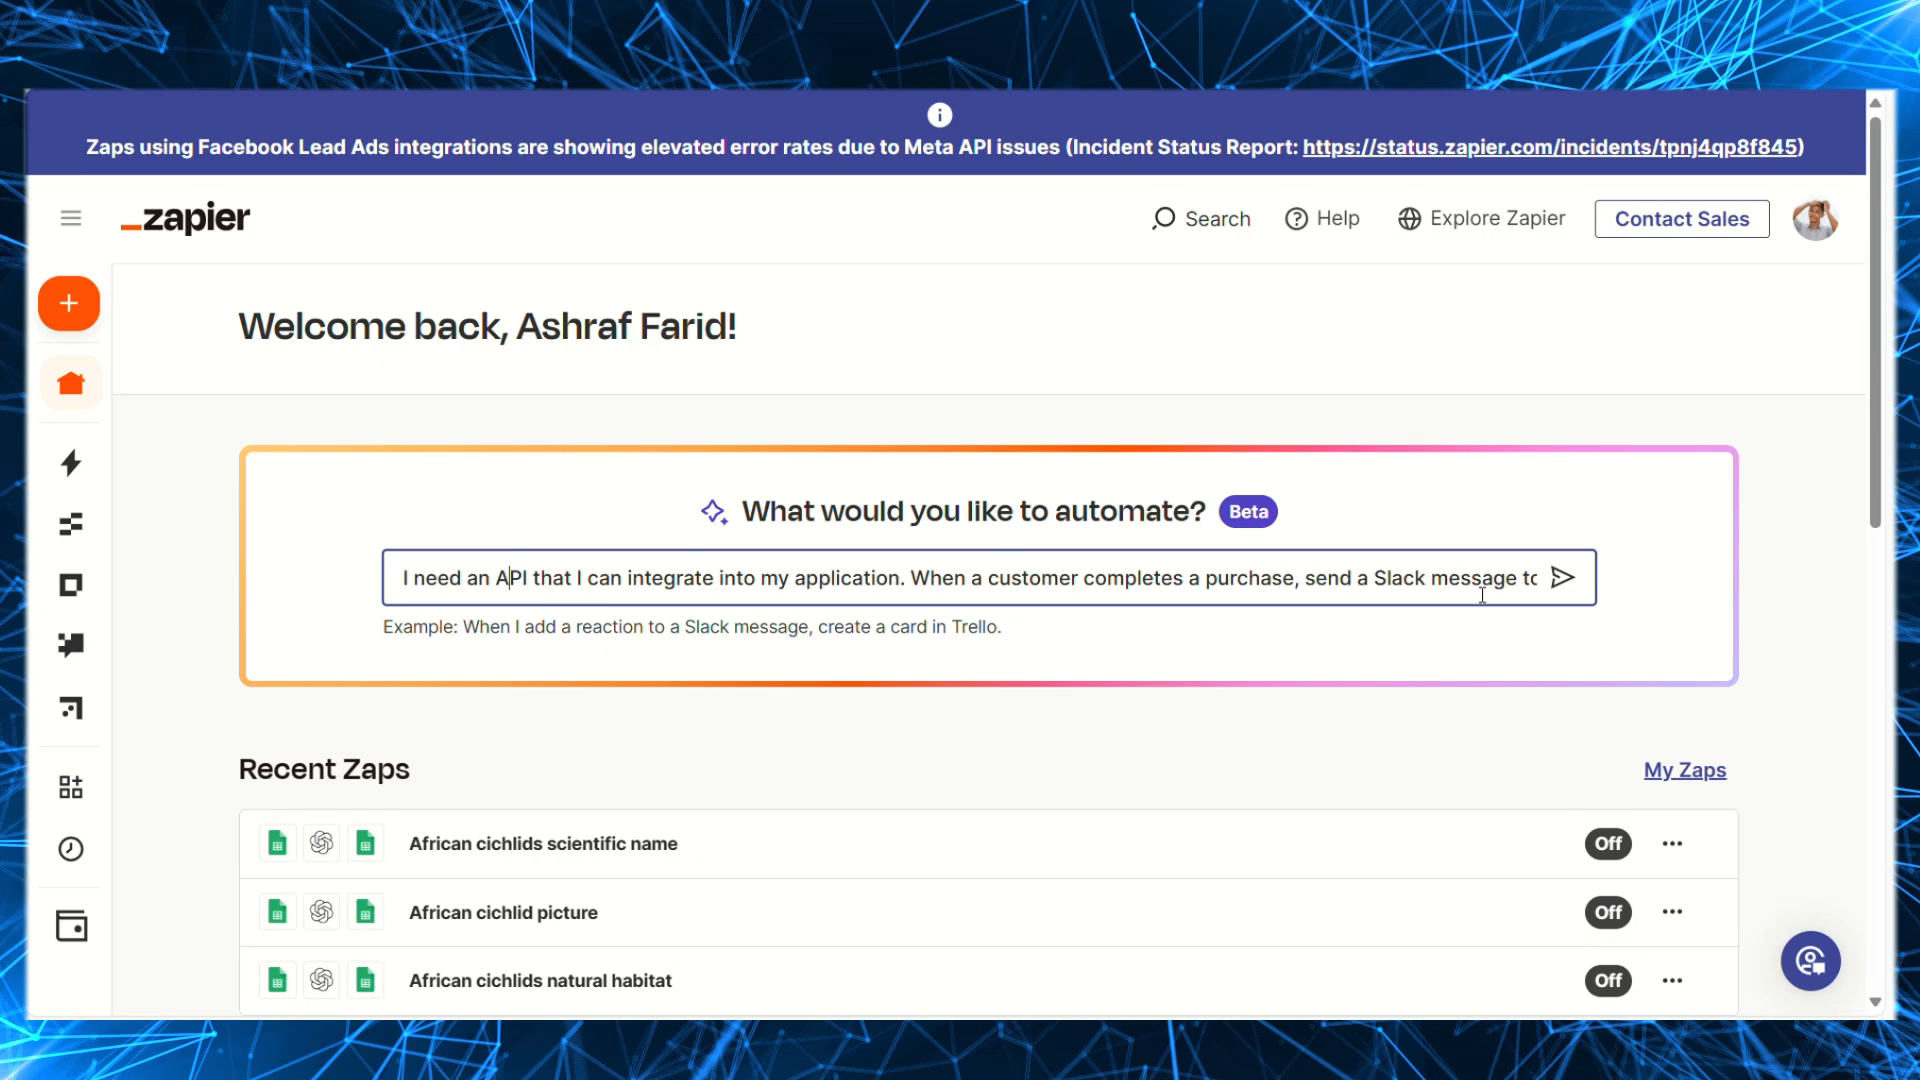 Zaps using Facebook Lead Ads integrations are showing elevated error rates due to Meta API issues (Incident Status Report: https://status.zapier.com/incidents/tpnj4qp8f845)
zapier
Search
Help
Explore Zapier
Contact Sales
Welcome back, Ashraf Farid!
What would you like to automate? Beta
I need an API that I can integrate into my application. When a customer completes a purchase, send a Slack message to
Example: When I add a reaction to a Slack message, create a card in Trello.
Recent Zaps
My Zaps
African cichlids scientific name
Off
African cichlid picture
Off
African cichlids natural habitat
Off